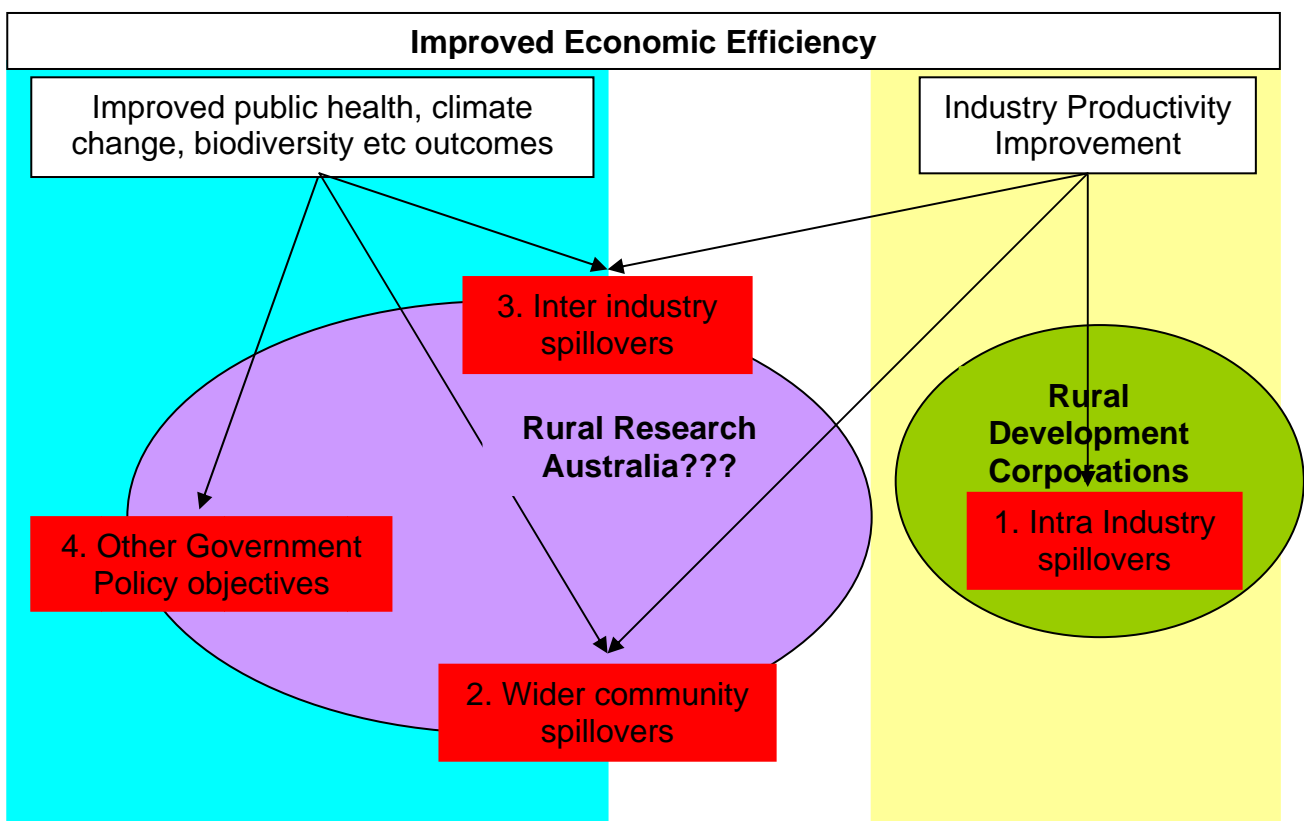 Improved Economic Efficiency
Improved public health, climate
change, biodiversity etc outcomes
Industry Productivity
Improvement
3. Inter industry
spillovers
Rural Research
Australia???
Rural
Development
Corporations
1. Intra Industry
spillovers
4. Other Government
Policy objectives
2. Wider community
spillovers